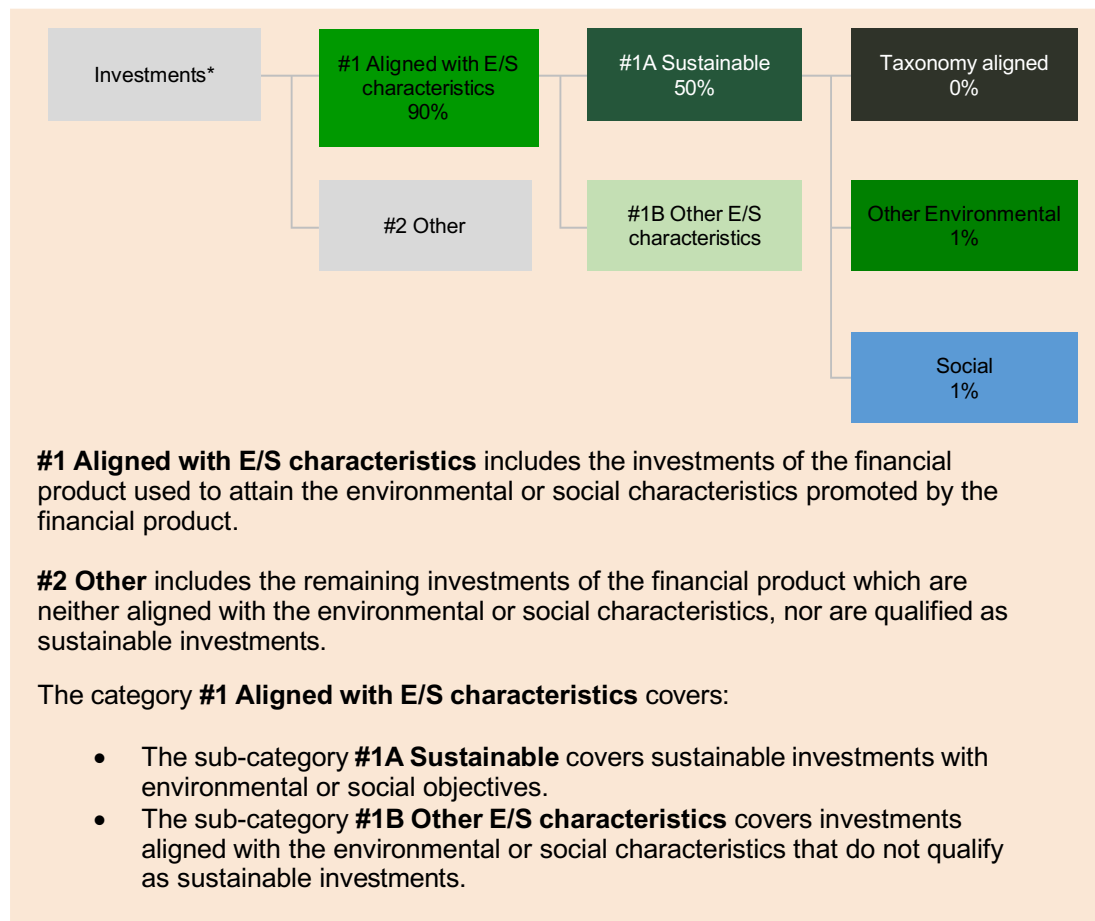 Investments*
#1 Aligned with E/S
characteristics
90%
#1A Sustainable
50%
Taxonomy aligned
0%
#2 Other
#1B Other E/S
characteristics
Other Environmental
1%
Social
1%
#1 Aligned with E/S characteristics includes the investments of the financial
product used to attain the environmental or social characteristics promoted by the
financial product.
#2 Other includes the remaining investments of the financial product which are
neither aligned with the environmental or social characteristics, nor are qualified as
sustainable investments.
The category #1 Aligned with E/S characteristics covers:
• The sub-category #1A Sustainable covers sustainable investments with
environmental or social objectives.
• The sub-category #1B Other E/S characteristics covers investments
aligned with the environmental or social characteristics that do not qualify
as sustainable investments.